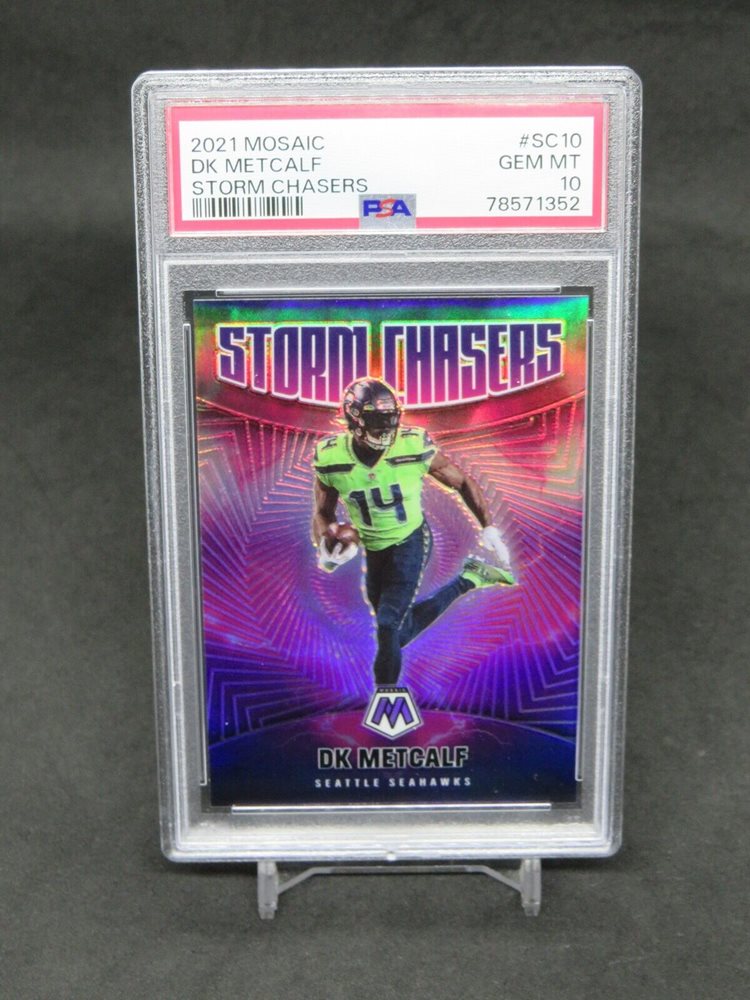 2021 MOSAIC #SC10
DK METCALF GEM MT
STORM CHASERS 10
PSA 78571352
STORM CHASERS
14
14
MOSAIC
DK METCALF
SEATTLE SEAHAWKS